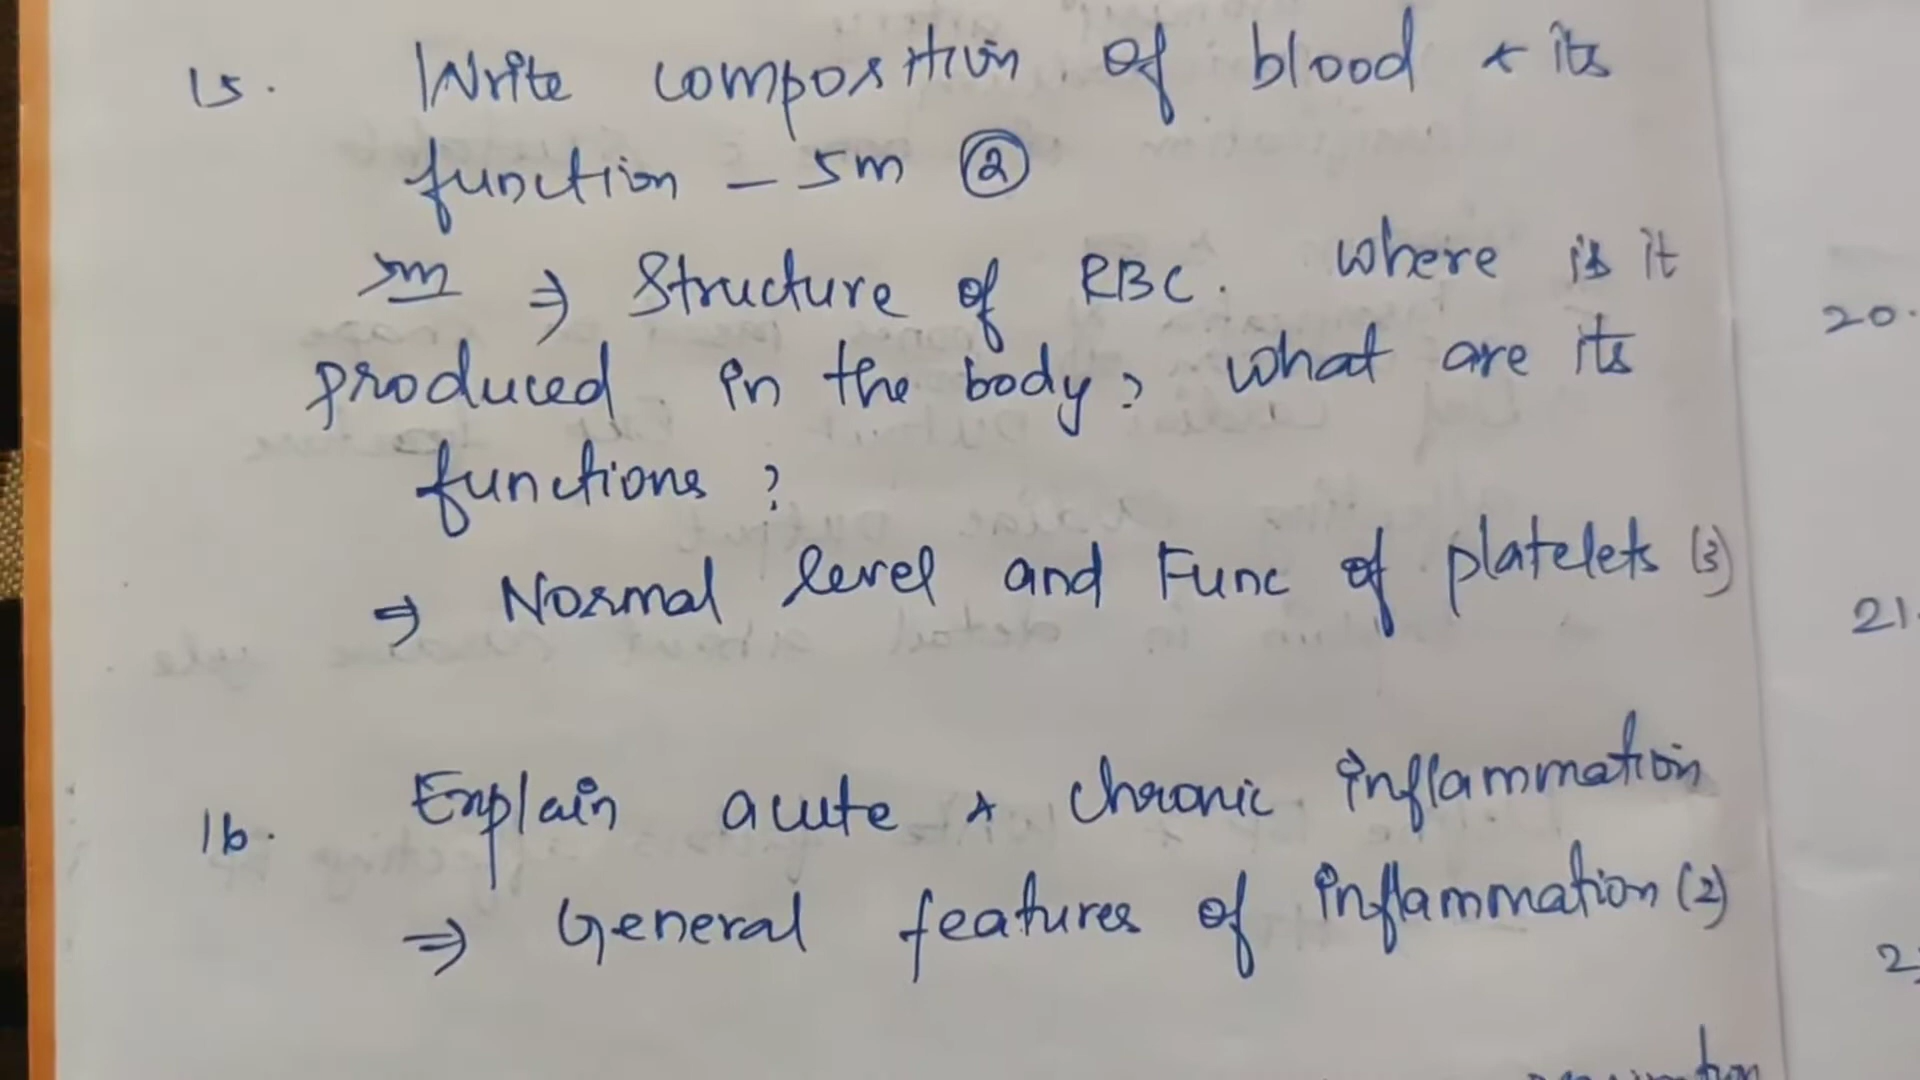 15. Write composition of blood & its
function - 5m ②
5m ⇒ Structure of RBC. where is it
produced in the body? what are its
functions?
⇒ Normal level and Func of platelets (3)
16. Explain acute & chronic inflammation
⇒ General features of inflammation (2)
20.
21.